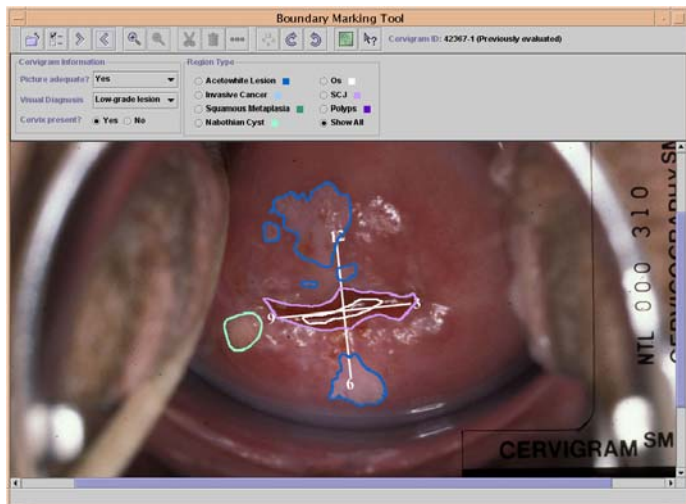 Boundary Marking Tool
Cervigram ID: 42367-1 (Previously evaluated)
Cervigram Information
Picture adequate? Yes
Visual Diagnosis Low-grade lesion
Cervix present? Yes No
Region Type
Acetowhite Lesion
Invasive Cancer
Squamous Metaplasia
Nabothian Cyst
Os
SCJ
Polyps
Show All
9
6
NTL 000 310
CERVICOGRAPHY SM
CERVIGRAM SM